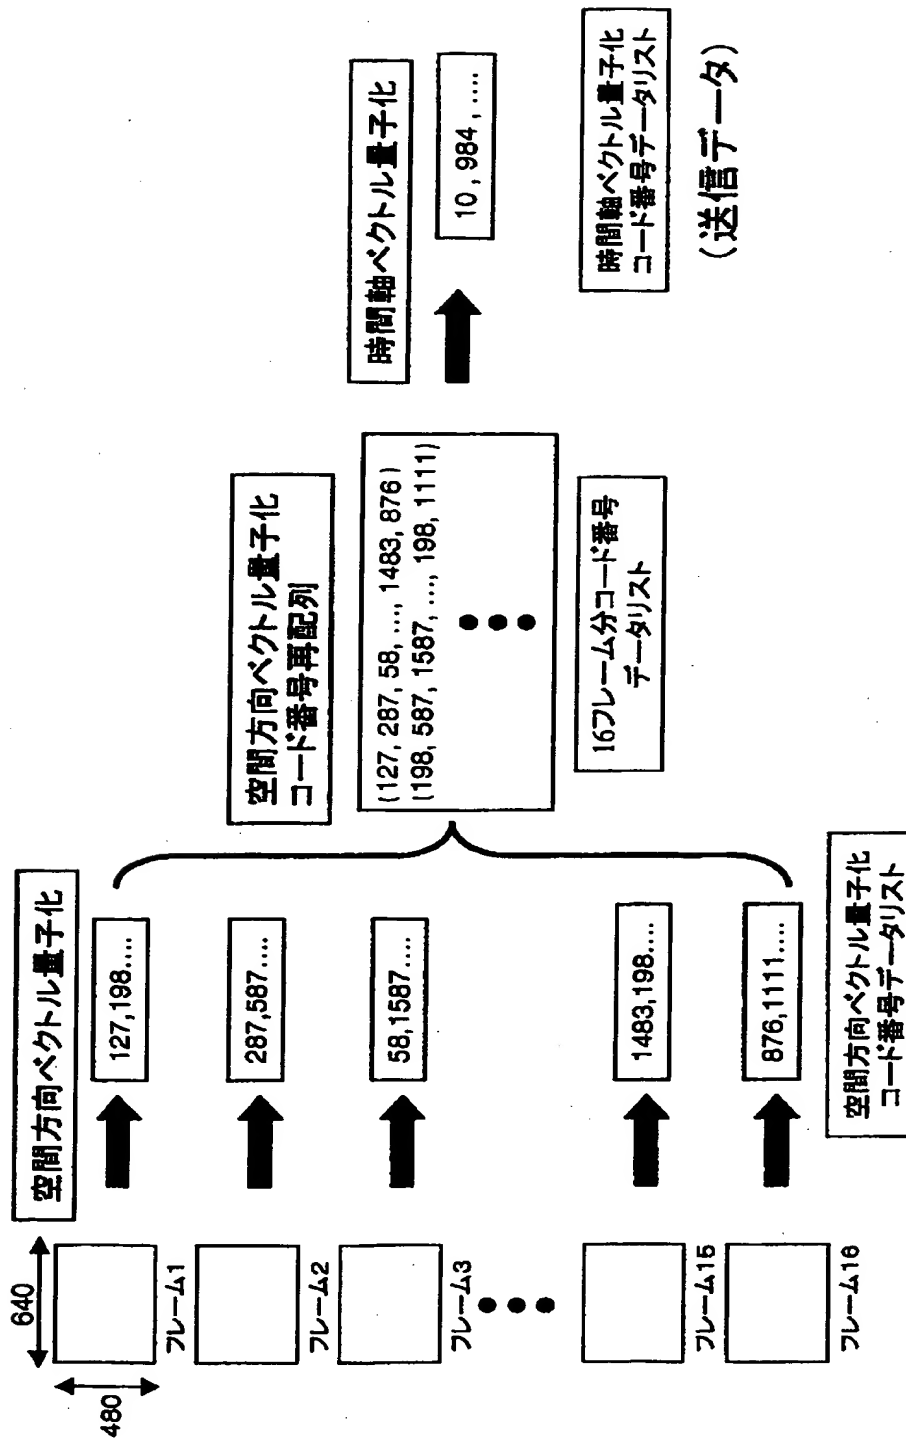 640
480
フレーム1
フレーム2
フレーム3
フレーム15
フレーム16
空間方向ベクトル量子化
127,198....
287,587....
58,1587....
1483,198....
876,1111....
空間方向ベクトル量子化
コード番号データリスト
空間方向ベクトル量子化
コード番号再配列
(127, 287, 58, ..., 1483, 876)
(198, 587, 1587, ..., 198, 1111)
16フレーム分コード番号
データリスト
時間軸ベクトル量子化
10, 984, ....
時間軸ベクトル量子化
コード番号データリスト
(送信データ)